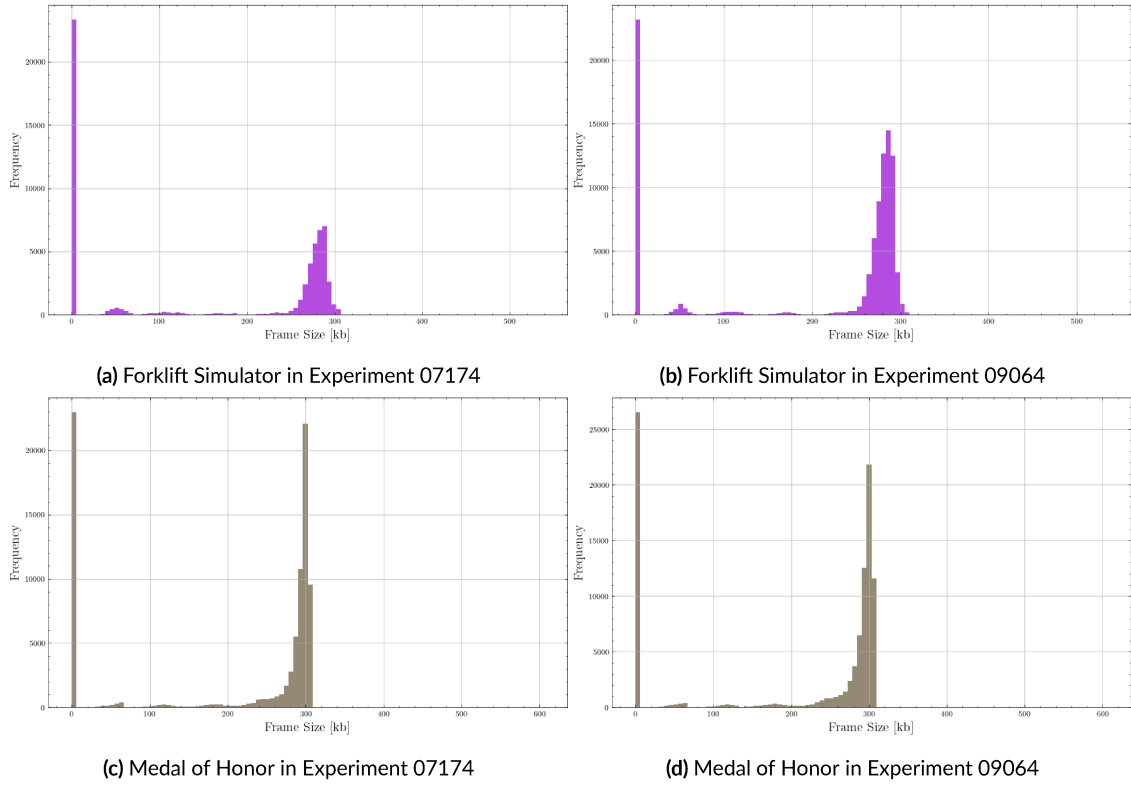 20000
15000
10000
5000
0
Frequency
0 100 200 300 400 500
Frame Size [kb]
(a) Forklift Simulator in Experiment 07174
20000
15000
10000
5000
0
Frequency
0 100 200 300 400 500
Frame Size [kb]
(b) Forklift Simulator in Experiment 09064
20000
15000
10000
5000
0
Frequency
0 100 200 300 400 500 600
Frame Size [kb]
(c) Medal of Honor in Experiment 07174
25000
20000
15000
10000
5000
0
Frequency
0 100 200 300 400 500 600
Frame Size [kb]
(d) Medal of Honor in Experiment 09064